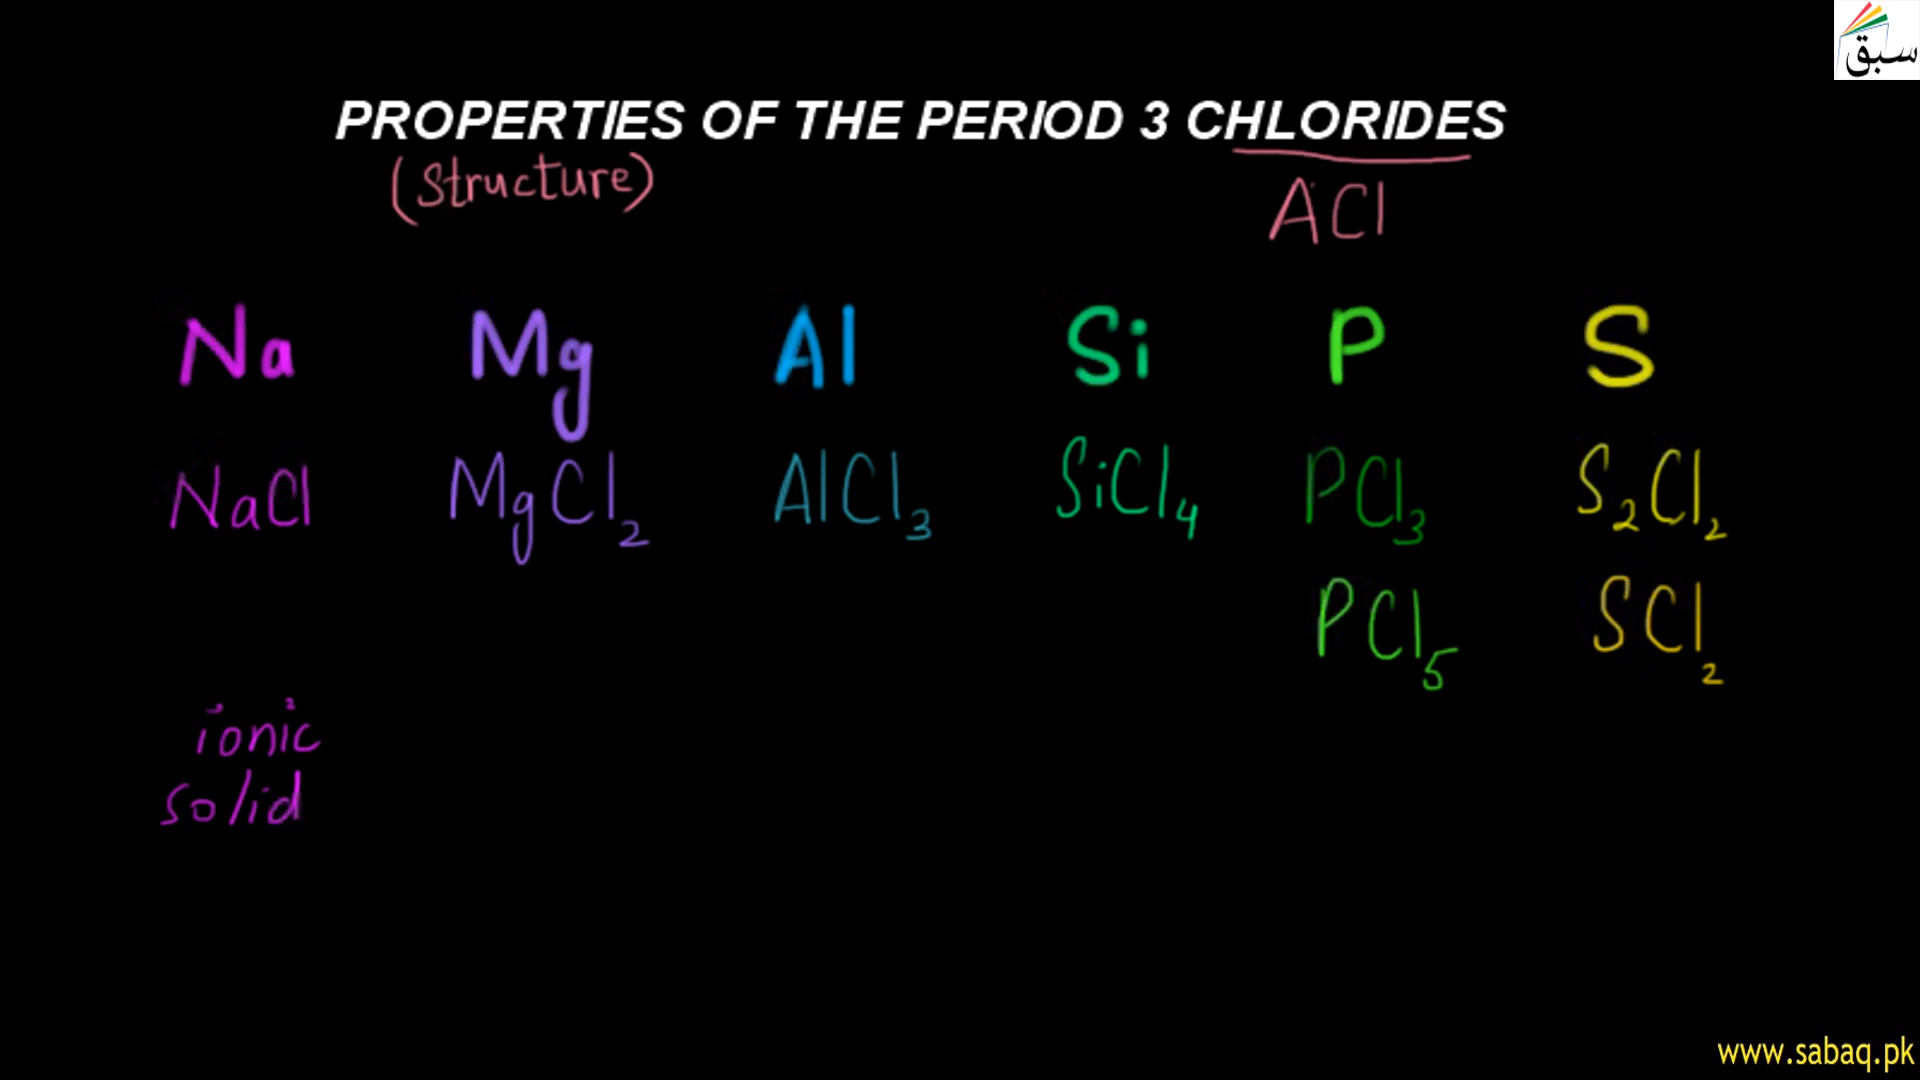 سبق
PROPERTIES OF THE PERIOD 3 CHLORIDES
(Structure)
ACl
Na Mg Al Si P S
NaCl MgCl₂ AlCl₃ SiCl₄ PCl₃ S₂Cl₂
PCl₅ SCl₂
ionic
solid
www.sabaq.pk